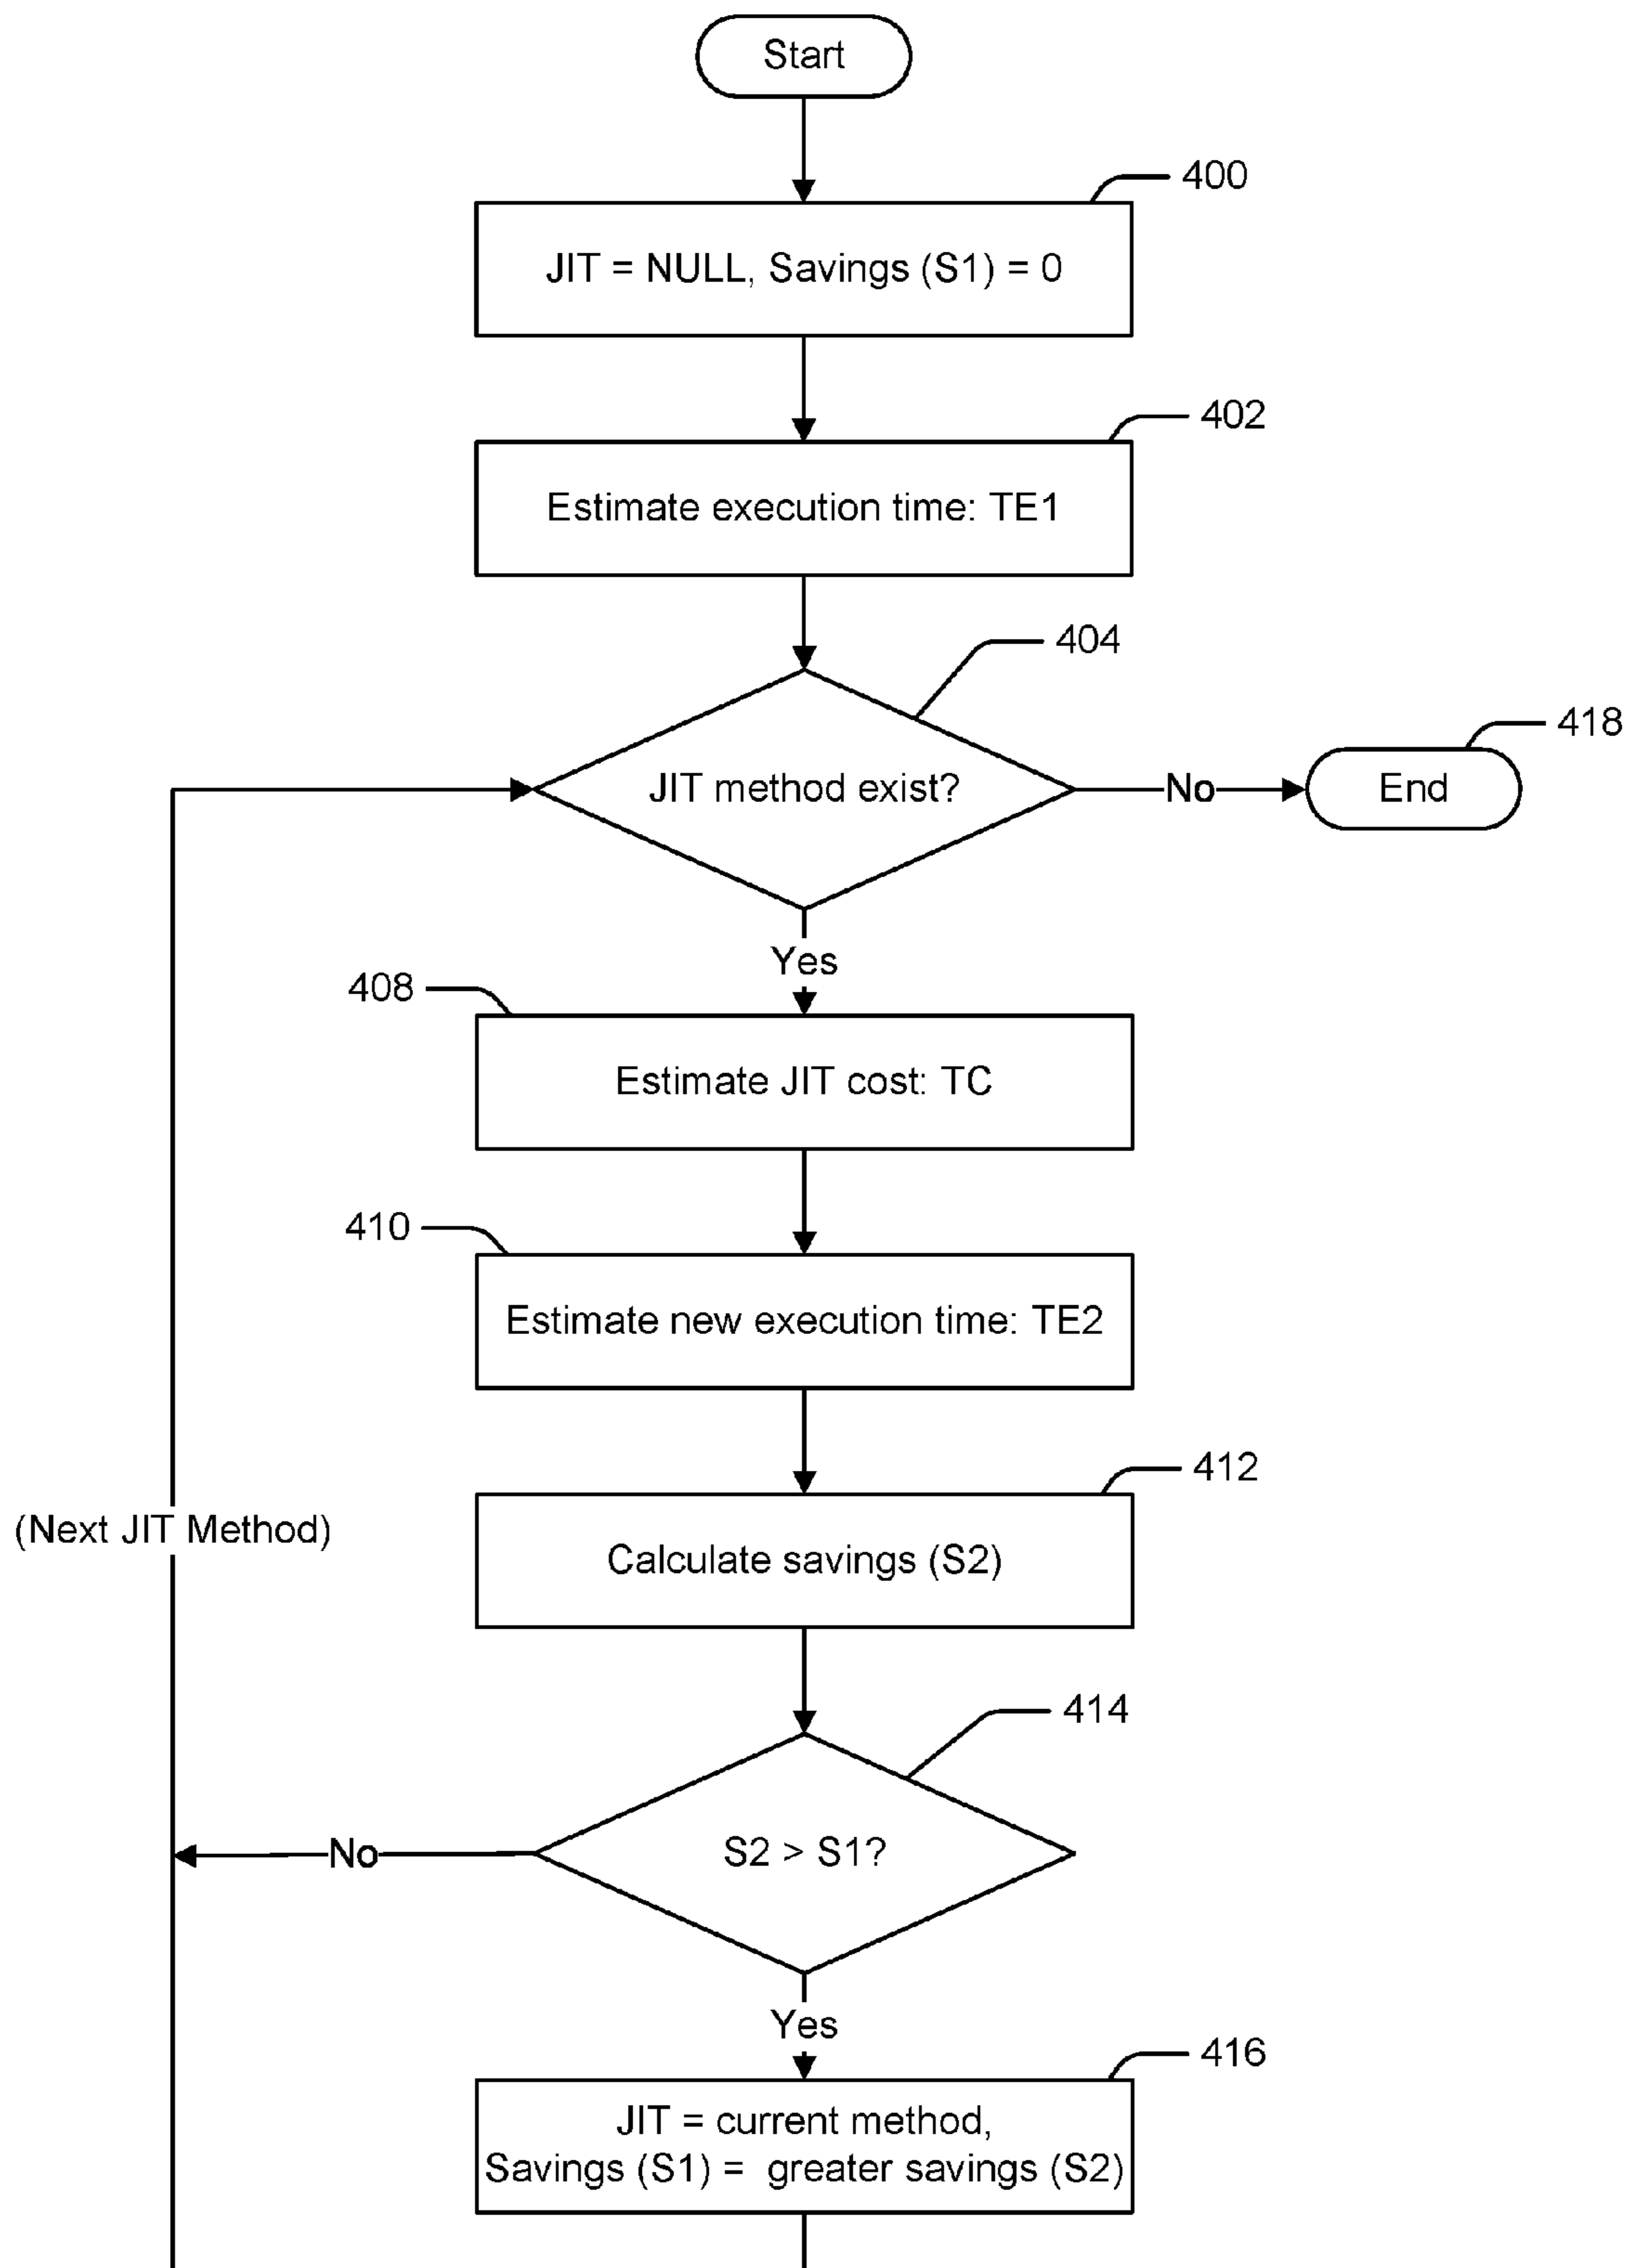 Start
400
JIT = NULL, Savings (S1) = 0
402
Estimate execution time: TE1
404
418
JIT method exist?
No
End
Yes
408
Estimate JIT cost: TC
410
Estimate new execution time: TE2
412
(Next JIT Method)
Calculate savings (S2)
414
S2 > S1?
No
Yes
416
JIT = current method,
Savings (S1) = greater savings (S2)